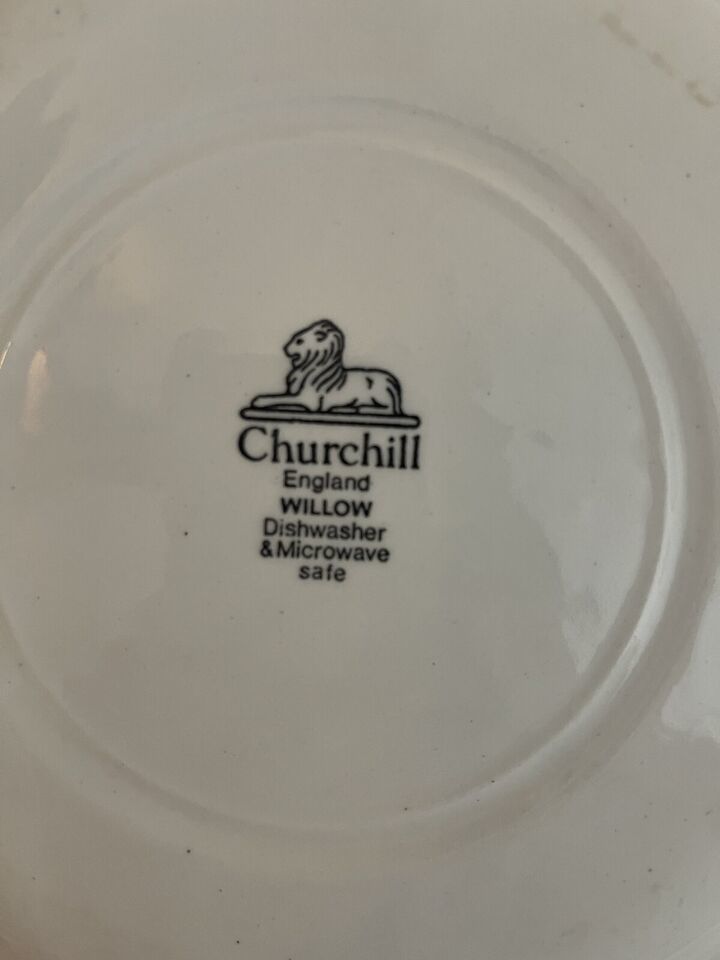 Churchill
England
WILLOW
Dishwasher
&Microwave
safe